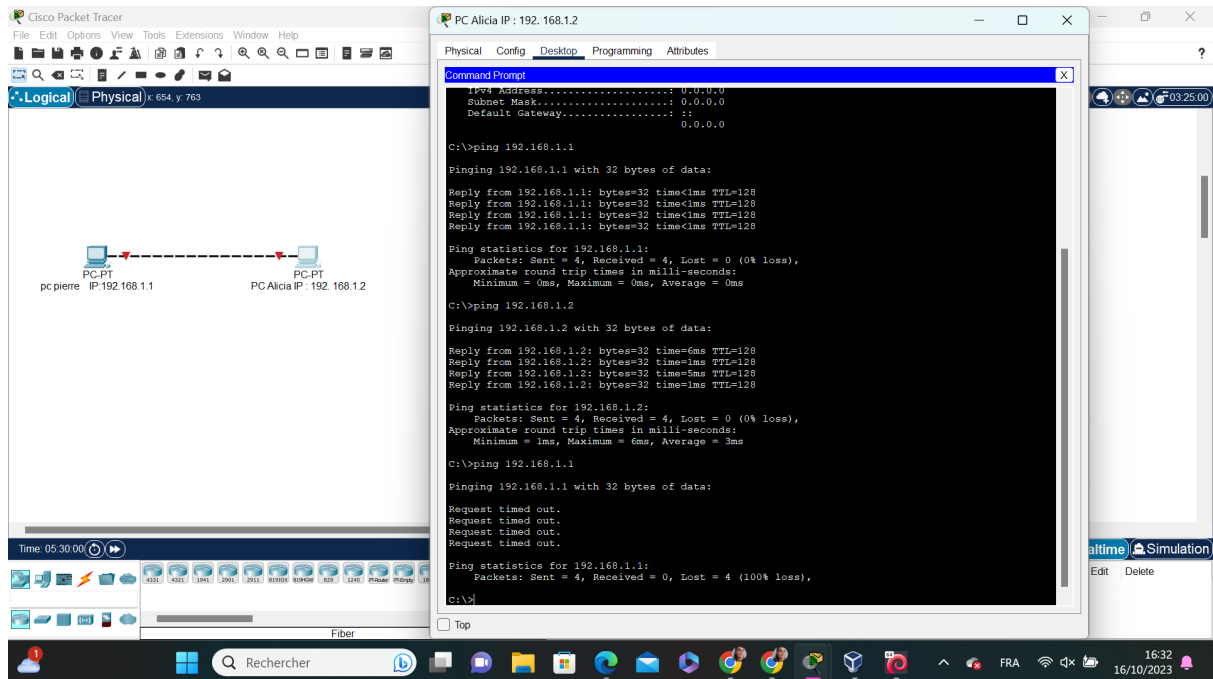 Cisco Packet Tracer
File Edit Options View Tools Extensions Window Help
Logical Physical x: 654, y: 763
03:25:00
PC-PT
pc pierre IP:192.168.1.1
PC-PT
PC Alicia IP : 192. 168.1.2
Time: 05:30:00
4331 4321 1941 2901 2911 819IOX 819HGW 829 1240 PT-Router PT-Empty
Fiber
altime Simulation
Edit Delete
PC Alicia IP : 192. 168.1.2
Physical Config Desktop Programming Attributes
?
Command Prompt X
IPv4 Address......................: 0.0.0.0
Subnet Mask.....................: 0.0.0.0
Default Gateway.................: ::
0.0.0.0
C:\>ping 192.168.1.1
Pinging 192.168.1.1 with 32 bytes of data:
Reply from 192.168.1.1: bytes=32 time<1ms TTL=128
Reply from 192.168.1.1: bytes=32 time<1ms TTL=128
Reply from 192.168.1.1: bytes=32 time<1ms TTL=128
Reply from 192.168.1.1: bytes=32 time<1ms TTL=128
Ping statistics for 192.168.1.1:
Packets: Sent = 4, Received = 4, Lost = 0 (0% loss),
Approximate round trip times in milli-seconds:
Minimum = 0ms, Maximum = 0ms, Average = 0ms
C:\>ping 192.168.1.2
Pinging 192.168.1.2 with 32 bytes of data:
Reply from 192.168.1.2: bytes=32 time=6ms TTL=128
Reply from 192.168.1.2: bytes=32 time=1ms TTL=128
Reply from 192.168.1.2: bytes=32 time=5ms TTL=128
Reply from 192.168.1.2: bytes=32 time=1ms TTL=128
Ping statistics for 192.168.1.2:
Packets: Sent = 4, Received = 4, Lost = 0 (0% loss),
Approximate round trip times in milli-seconds:
Minimum = 1ms, Maximum = 6ms, Average = 3ms
C:\>ping 192.168.1.1
Pinging 192.168.1.1 with 32 bytes of data:
Request timed out.
Request timed out.
Request timed out.
Request timed out.
Ping statistics for 192.168.1.1:
Packets: Sent = 4, Received = 0, Lost = 4 (100% loss),
C:\>
Top
1
Rechercher
FRA
16:32
16/10/2023